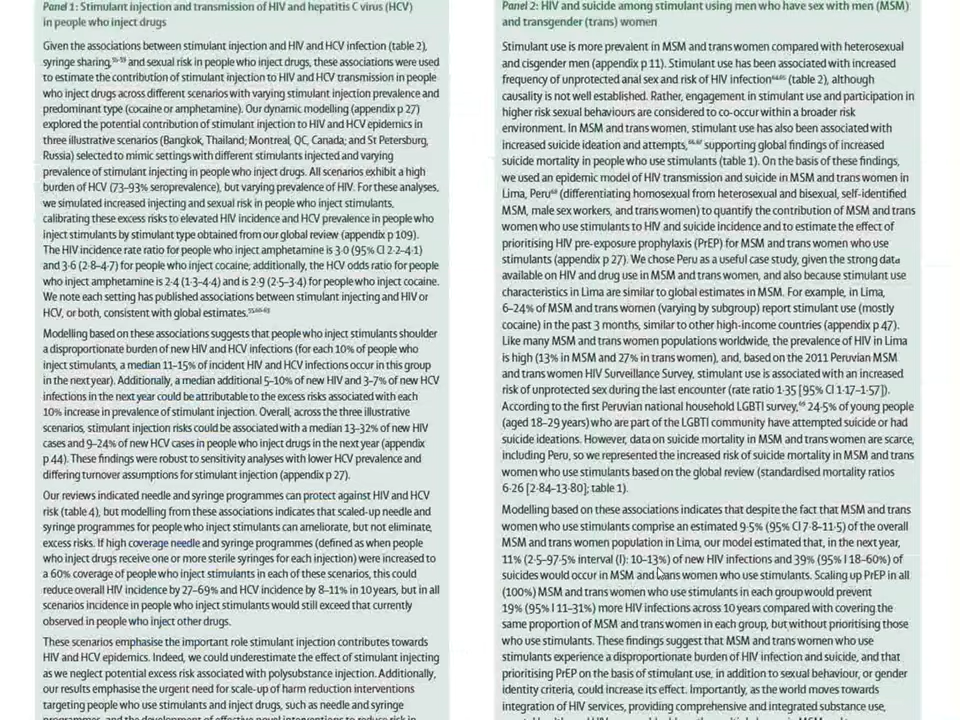 Panel 1: Stimulant injection and transmission of HIV and hepatitis C virus (HCV)
in people who inject drugs
Given the associations between stimulant injection and HIV and HCV infection (table 2),
syringe sharing,⁵⁵⁻⁵⁹ and sexual risk in people who inject drugs, these associations were used
to estimate the contribution of stimulant injection to HIV and HCV transmission in people
who inject drugs across different scenarios with varying stimulant injection prevalence and
predominant type (cocaine or amphetamine). Our dynamic modelling (appendix p 27)
explored the potential contribution of stimulant injection to HIV and HCV epidemics in
three illustrative scenarios (Bangkok, Thailand; Montreal, QC, Canada; and St Petersburg,
Russia) selected to mimic settings with different stimulants injected and varying
prevalence of stimulant injecting in people who inject drugs. All scenarios exhibit a high
burden of HCV (73–93% seroprevalence), but varying prevalence of HIV. For these analyses,
we simulated increased injecting and sexual risk in people who inject stimulants,
calibrating these excess risks to elevated HIV incidence and HCV prevalence in people who
inject stimulants by stimulant type obtained from our global review (appendix p 109).
The HIV incidence rate ratio for people who inject amphetamine is 3·0 (95% CI 2·2–4·1)
and 3·6 (2·8–4·7) for people who inject cocaine; additionally, the HCV odds ratio for people
who inject amphetamine is 2·4 (1·3–4·4) and is 2·9 (2·5–3·4) for people who inject cocaine.
We note each setting has published associations between stimulant injecting and HIV or
HCV, or both, consistent with global estimates.
Modelling based on these associations suggests that people who inject stimulants shoulder
a disproportionate burden of new HIV and HCV infections (for each 10% of people who
inject stimulants, a median 11–15% of incident HIV and HCV infections occur in this group
in the next year). Additionally, a median additional 5–10% of new HIV and 3–7% of new HCV
infections in the next year could be attributable to the excess risks associated with each
10% increase in prevalence of stimulant injection. Overall, across the three illustrative
scenarios, stimulant injection risks could be associated with a median 13–32% of new HIV
cases and 9–24% of new HCV cases in people who inject drugs in the next year (appendix
p 44). These findings were robust to sensitivity analyses with lower HCV prevalence and
differing turnover assumptions for stimulant injection (appendix p 27).
Our reviews indicated needle and syringe programmes can protect against HIV and HCV
risk (table 4), but modelling from these associations indicates that scaled-up needle and
syringe programmes for people who inject stimulants can ameliorate, but not eliminate,
excess risks. If high coverage needle and syringe programmes (defined as when people
who inject drugs receive one or more sterile syringes for each injection) were increased to
a 60% coverage of people who inject stimulants in each of these scenarios, this could
reduce overall HIV incidence by 27–69% and HCV incidence by 8–11% in 10 years, but in all
scenarios incidence in people who inject stimulants would still exceed that currently
observed in people who inject other drugs.
These scenarios emphasise the important role stimulant injection contributes towards
HIV and HCV epidemics. Indeed, we could underestimate the effect of stimulant injecting
as we neglect potential excess risk associated with polysubstance injection. Additionally,
our results emphasise the urgent need for scale-up of harm reduction interventions
targeting people who use stimulants and inject drugs, such as needle and syringe
programmes, and the development of effective novel interventions to reduce risk in
Panel 2: HIV and suicide among stimulant using men who have sex with men (MSM)
and transgender (trans) women
Stimulant use is more prevalent in MSM and trans women compared with heterosexual
and cisgender men (appendix p 11). Stimulant use has been associated with increased
frequency of unprotected anal sex and risk of HIV infection⁶⁴,⁶⁵ (table 2), although
causality is not well established. Rather, engagement in stimulant use and participation in
higher risk sexual behaviours are considered to co-occur within a broader risk
environment. In MSM and trans women, stimulant use has also been associated with
increased suicide ideation and attempts,⁶⁶,⁶⁷ supporting global findings of increased
suicide mortality in people who use stimulants (table 1). On the basis of these findings,
we used an epidemic model of HIV transmission and suicide in MSM and trans women in
Lima, Peru⁶⁸ (differentiating homosexual from heterosexual and bisexual, self-identified
MSM, male sex workers, and trans women) to quantify the contribution of MSM and trans
women who use stimulants to HIV and suicide incidence and to estimate the effect of
prioritising HIV pre-exposure prophylaxis (PrEP) for MSM and trans women who use
stimulants (appendix p 27). We chose Peru as a useful case study, given the strong data
available on HIV and drug use in MSM and trans women, and also because stimulant use
characteristics in Lima are similar to global estimates in MSM. For example, in Lima,
6–24% of MSM and trans women (varying by subgroup) report stimulant use (mostly
cocaine) in the past 3 months, similar to other high-income countries (appendix p 47).
Like many MSM and trans women populations worldwide, the prevalence of HIV in Lima
is high (13% in MSM and 27% in trans women), and, based on the 2011 Peruvian MSM
and trans women HIV Surveillance Survey, stimulant use is associated with an increased
risk of unprotected sex during the last encounter (rate ratio 1·35 [95% CI 1·17–1·57]).
According to the first Peruvian national household LGBTI survey,⁶⁹ 24·5% of young people
(aged 18–29 years) who are part of the LGBTI community have attempted suicide or had
suicide ideations. However, data on suicide mortality in MSM and trans women are scarce,
including Peru, so we represented the increased risk of suicide mortality in MSM and trans
women who use stimulants based on the global review (standardised mortality ratios
6·26 [2·84–13·80]; table 1).
Modelling based on these associations indicates that despite the fact that MSM and trans
women who use stimulants comprise an estimated 9·5% (95% CI 7·8–11·5) of the overall
MSM and trans women population in Lima, our model estimated that, in the next year,
11% (2·5–97·5% interval (I): 10–13%) of new HIV infections and 39% (95% I 18–60%) of
suicides would occur in MSM and trans women who use stimulants. Scaling up PrEP in all
(100%) MSM and trans women who use stimulants in each group would prevent
19% (95% I 11–31%) more HIV infections across 10 years compared with covering the
same proportion of MSM and trans women in each group, but without prioritising those
who use stimulants. These findings suggest that MSM and trans women who use
stimulants experience a disproportionate burden of HIV infection and suicide, and that
prioritising PrEP on the basis of stimulant use, in addition to sexual behaviour, or gender
identity criteria, could increase its effect. Importantly, as the world moves towards
integration of HIV services, providing comprehensive and integrated substance use,